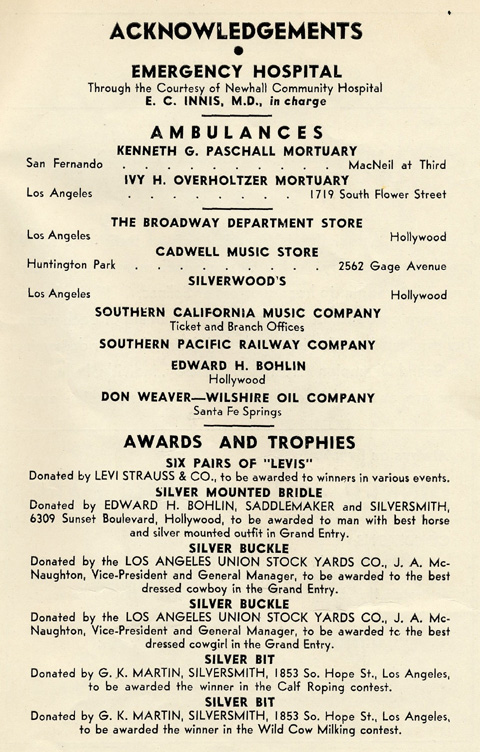 ACKNOWLEDGEMENTS
EMERGENCY HOSPITAL
Through the Courtesy of Newhall Community Hospital
E. C. INNIS, M.D., in charge
AMBULANCES
KENNETH G. PASCHALL MORTUARY
San Fernando . . . . . . . . . . MacNeil at Third
IVY H. OVERHOLTZER MORTUARY
Los Angeles . . . . . . . 1719 South Flower Street
THE BROADWAY DEPARTMENT STORE
Los Angeles Hollywood
CADWELL MUSIC STORE
Huntington Park . . . . . . . . 2562 Gage Avenue
SILVERWOOD'S
Los Angeles Hollywood
SOUTHERN CALIFORNIA MUSIC COMPANY
Ticket and Branch Offices
SOUTHERN PACIFIC RAILWAY COMPANY
EDWARD H. BOHLIN
Hollywood
DON WEAVER—WILSHIRE OIL COMPANY
Santa Fe Springs
AWARDS AND TROPHIES
SIX PAIRS OF "LEVIS"
Donated by LEVI STRAUSS & CO., to be awarded to winners in various events.
SILVER MOUNTED BRIDLE
Donated by EDWARD H. BOHLIN, SADDLEMAKER and SILVERSMITH,
6309 Sunset Boulevard, Hollywood, to be awarded to man with best horse
and silver mounted outfit in Grand Entry.
SILVER BUCKLE
Donated by the LOS ANGELES UNION STOCK YARDS CO., J. A. Mc-
Naughton, Vice-President and General Manager, to be awarded to the best
dressed cowboy in the Grand Entry.
SILVER BUCKLE
Donated by the LOS ANGELES UNION STOCK YARDS CO., J. A. Mc-
Naughton, Vice-President and General Manager, to be awarded to the best
dressed cowgirl in the Grand Entry.
SILVER BIT
Donated by G. K. MARTIN, SILVERSMITH, 1853 So. Hope St., Los Angeles,
to be awarded the winner in the Calf Roping contest.
SILVER BIT
Donated by G. K. MARTIN, SILVERSMITH, 1853 So. Hope St., Los Angeles,
to be awarded the winner in the Wild Cow Milking contest.